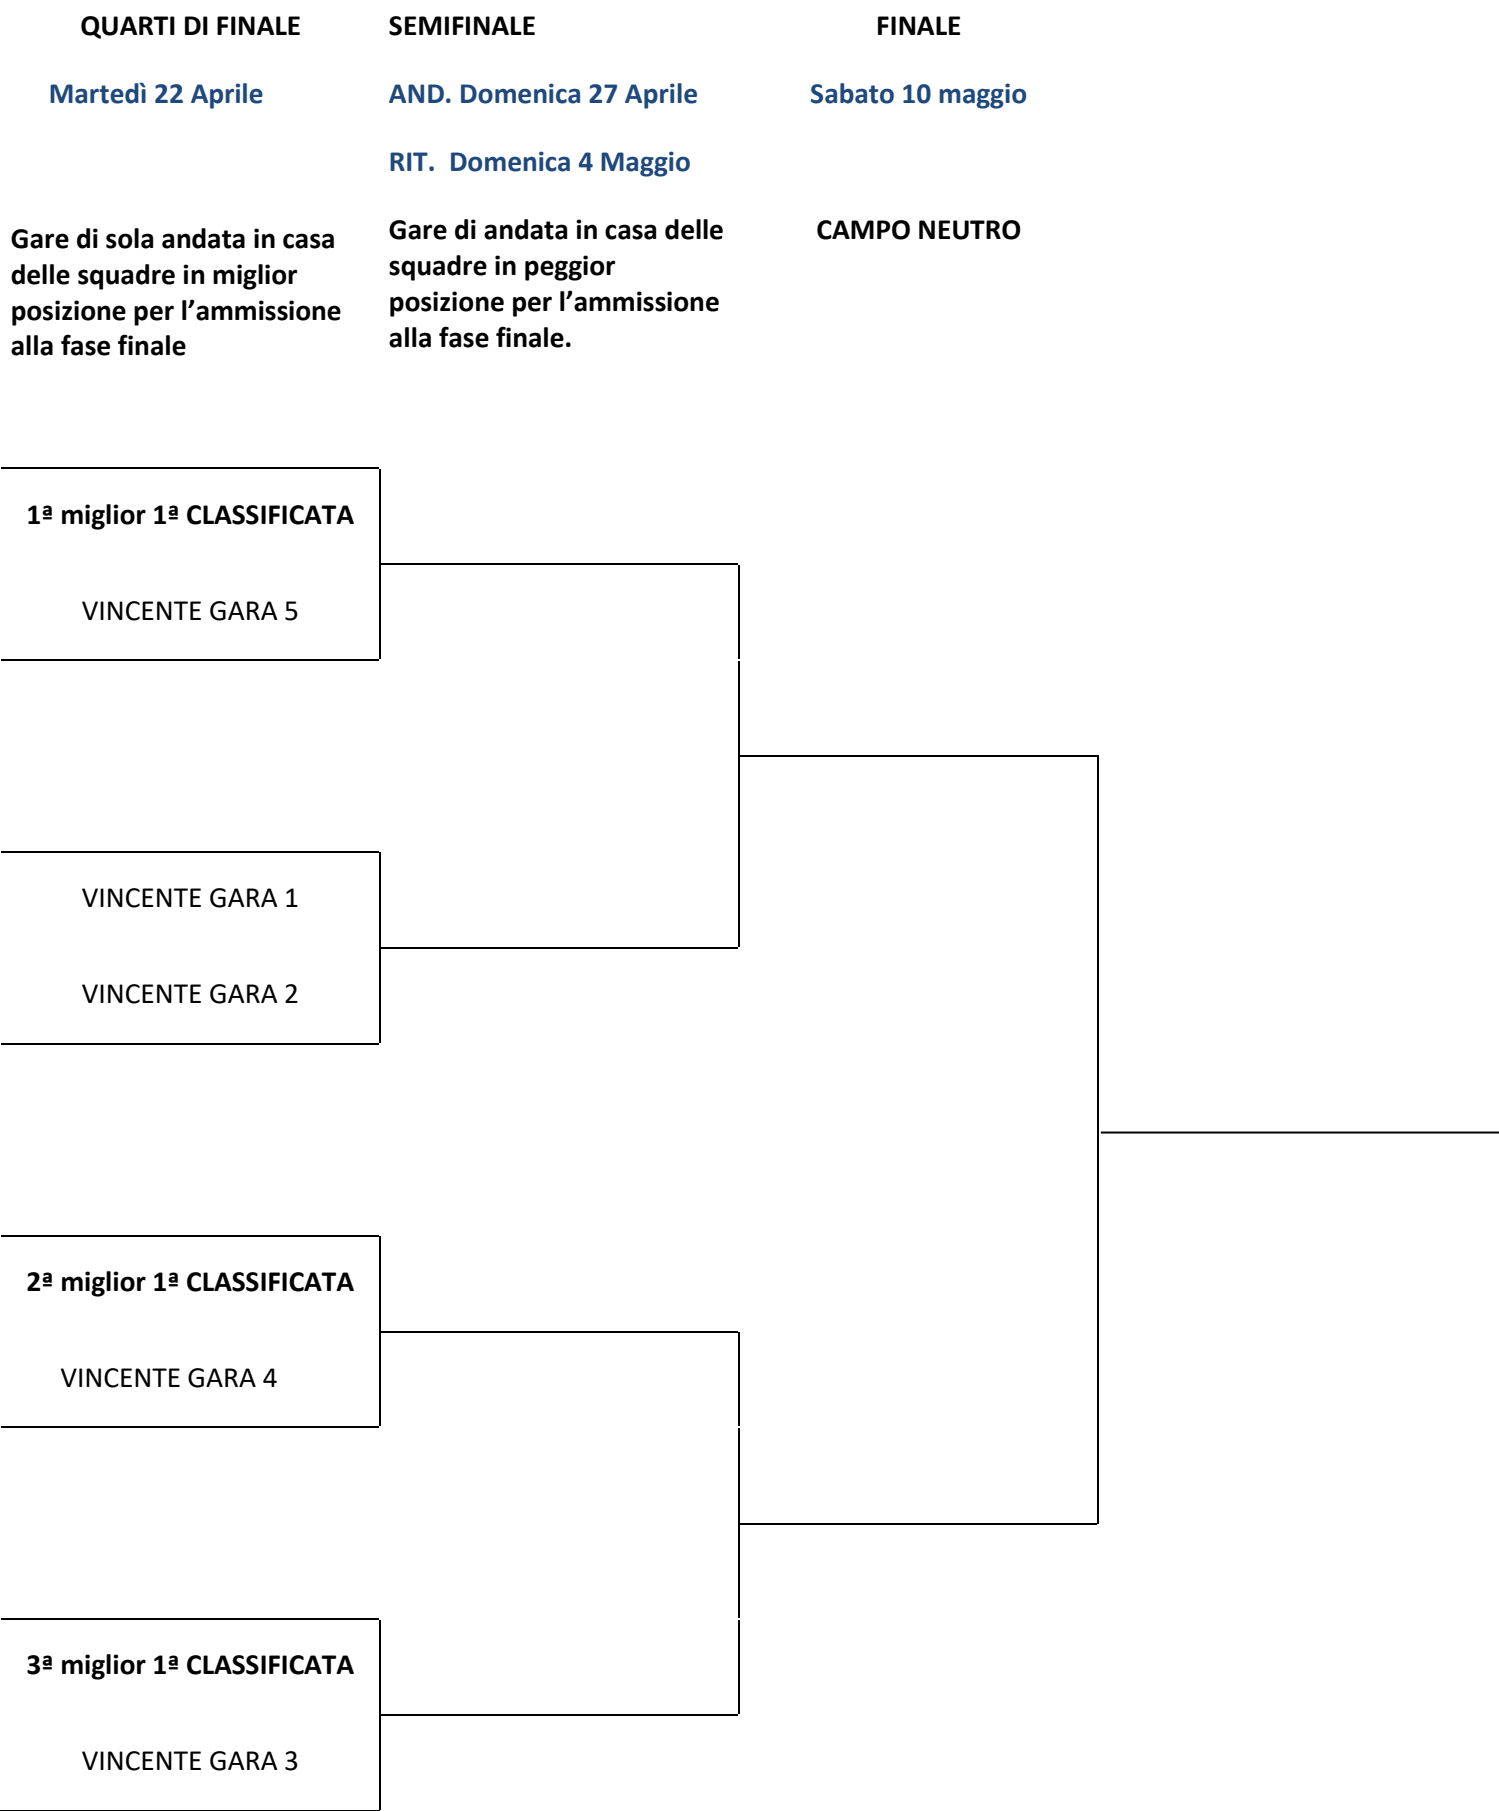 QUARTI DI FINALE
SEMIFINALE
FINALE
Martedì 22 Aprile
AND. Domenica 27 Aprile
Sabato 10 maggio
RIT. Domenica 4 Maggio
Gare di sola andata in casa
delle squadre in miglior
posizione per l’ammissione
alla fase finale
Gare di andata in casa delle
squadre in peggior
posizione per l’ammissione
alla fase finale.
CAMPO NEUTRO
1ª miglior 1ª CLASSIFICATA
VINCENTE GARA 5
VINCENTE GARA 1
VINCENTE GARA 2
2ª miglior 1ª CLASSIFICATA
VINCENTE GARA 4
3ª miglior 1ª CLASSIFICATA
VINCENTE GARA 3